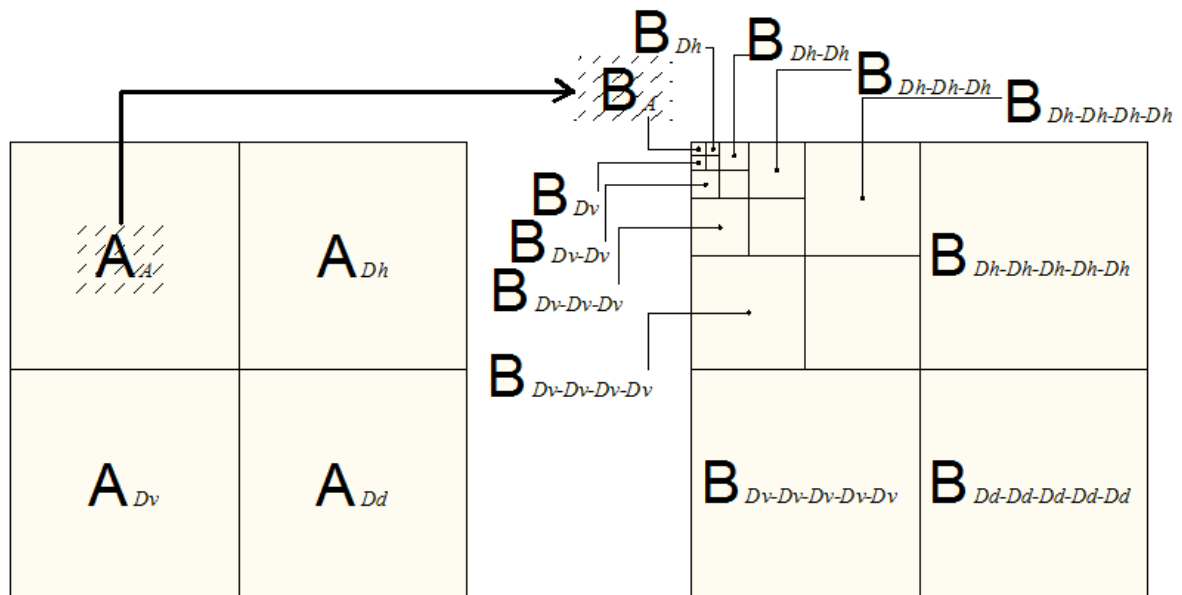 B Dh
B Dh-Dh
B A
B Dh-Dh-Dh
B Dh-Dh-Dh-Dh
B Dv
A A
A Dh
B Dv-Dv
B Dh-Dh-Dh-Dh-Dh
B Dv-Dv-Dv
B Dv-Dv-Dv-Dv
A Dv
A Dd
B Dv-Dv-Dv-Dv-Dv
B Dd-Dd-Dd-Dd-Dd